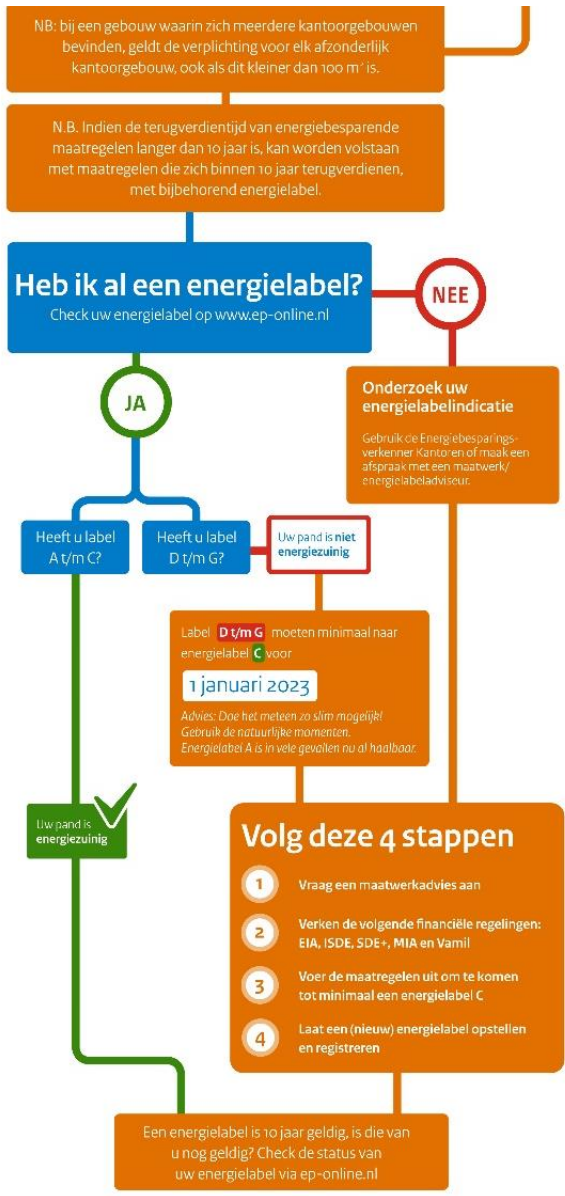 NB: bij een gebouw waarin zich meerdere kantoorgebouwen
bevinden, geldt de verplichting voor elk afzonderlijk
kantoorgebouw, ook als dit kleiner dan 100 m² is.
N.B. Indien de terugverdientijd van energiebesparende
maatregelen langer dan 10 jaar is, kan worden volstaan
met maatregelen die zich binnen 10 jaar terugverdienen,
met bijbehorend energielabel.
Heb ik al een energielabel?
Check uw energielabel op www.ep-online.nl
NEE
JA
Onderzoek uw
energielabelindicatie
Gebruik de Energiebesparings-
verkenner Kantoren of maak een
afspraak met een maatwerk/
energielabeladviseur.
Heeft u label
A t/m C?
Heeft u label
D t/m G?
Uw pand is niet
energiezuinig
Label D t/m G moeten minimaal naar
energielabel C voor
1 januari 2023
Advies: Doe het meteen zo slim mogelijk!
Gebruik de natuurlijke momenten.
Energielabel A is in vele gevallen nu al haalbaar.
Uw pand is
energiezuinig
Volg deze 4 stappen
1 Vraag een maatwerkadvies aan
2 Verken de volgende financiële regelingen:
EIA, ISDE, SDE+, MIA en Vamil
3 Voer de maatregelen uit om te komen
tot minimaal een energielabel C
4 Laat een (nieuw) energielabel opstellen
en registreren
Een energielabel is 10 jaar geldig, is die van
u nog geldig? Check de status van
uw energielabel via ep-online.nl